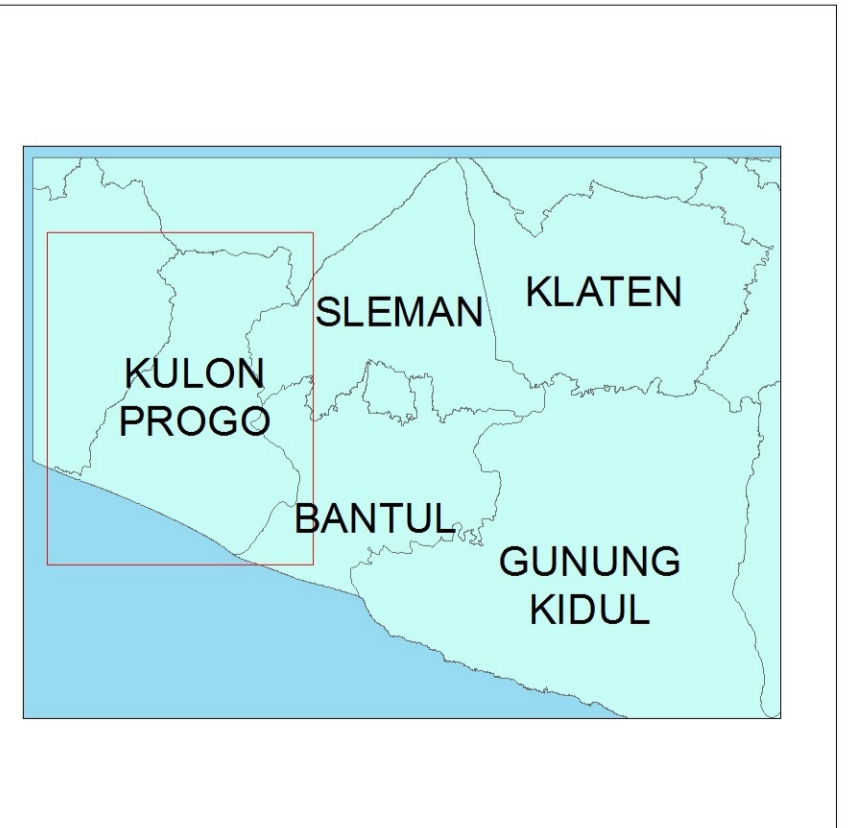 KLATEN
SLEMAN
KULON
PROGO
BANTUL
GUNUNG
KIDUL